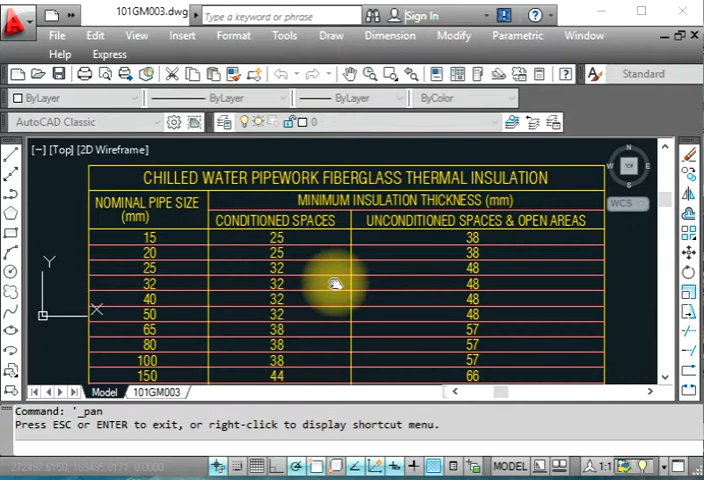 101GM003.dwg
Type a keyword or phrase
Sign In
File Edit View Insert Format Tools Draw Dimension Modify Parametric Window
Help Express
Standard
ByLayer ByLayer ByLayer ByColor
AutoCAD Classic 0
[−] [Top] [2D Wireframe]
N
W TOP E
S
WCS
CHILLED WATER PIPEWORK FIBERGLASS THERMAL INSULATION
NOMINAL PIPE SIZE (mm) MINIMUM INSULATION THICKNESS (mm)
CONDITIONED SPACES UNCONDITIONED SPACES & OPEN AREAS
15 25 38
20 25 38
25 32 48
32 32 48
40 32 48
50 32 48
65 38 57
80 38 57
100 38 57
150 44 66
Y
X
Model 101GM003
Command: '_pan
Press ESC or ENTER to exit, or right-click to display shortcut menu.
MODEL 1:1